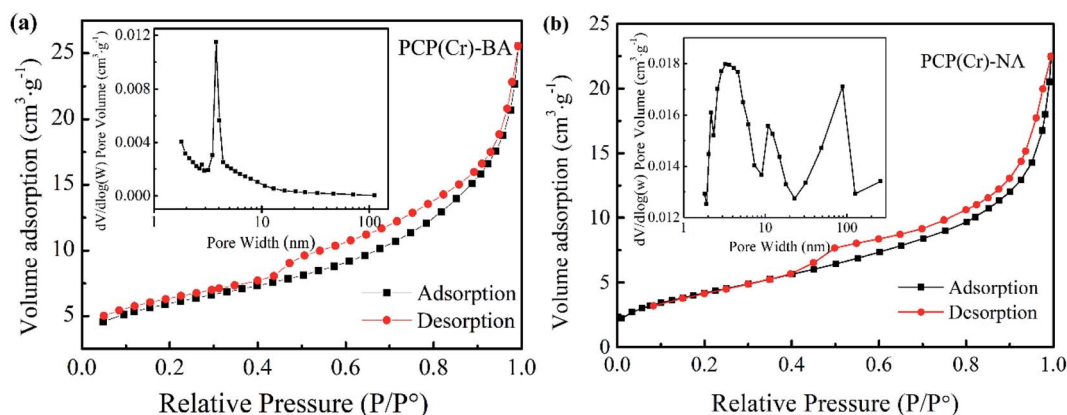 (a)
Volume adsorption (cm³·g⁻¹)
25
20
15
10
5
0.0 0.2 0.4 0.6 0.8 1.0
Relative Pressure (P/P°)
PCP(Cr)-BA
Adsorption
Desorption
dV/dlog(W) Pore Volume (cm³·g⁻¹)
0.012
0.008
0.004
0.000
1 10 100
Pore Width (nm)
(b)
Volume adsorption (cm³·g⁻¹)
25
20
15
10
5
0
0.0 0.2 0.4 0.6 0.8 1.0
Relative Pressure (P/P°)
PCP(Cr)-NA
Adsorption
Desorption
dV/dlog(w) Pore Volume (cm³·g⁻¹)
0.018
0.016
0.014
0.012
1 10 100
Pore Width (nm)